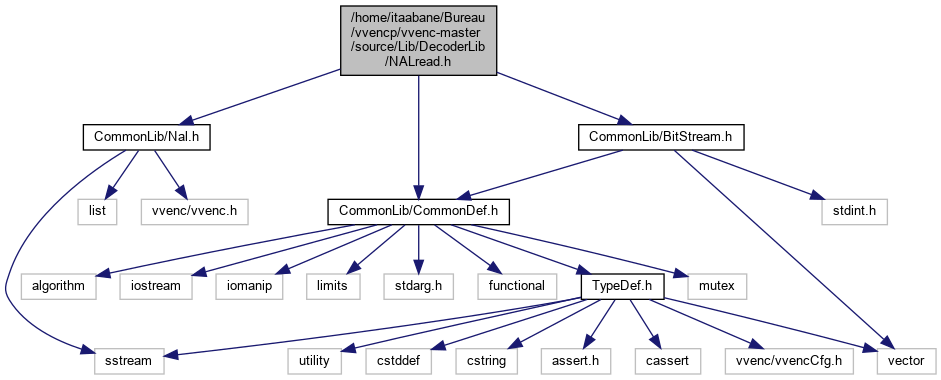 /home/itaabane/Bureau
/vvencp/vvenc-master
/source/Lib/DecoderLib
/NALread.h
CommonLib/Nal.h
CommonLib/BitStream.h
list
vvenc/vvenc.h
CommonLib/CommonDef.h
stdint.h
algorithm
iostream
iomanip
limits
stdarg.h
functional
TypeDef.h
mutex
sstream
utility
cstddef
cstring
assert.h
cassert
vvenc/vvencCfg.h
vector